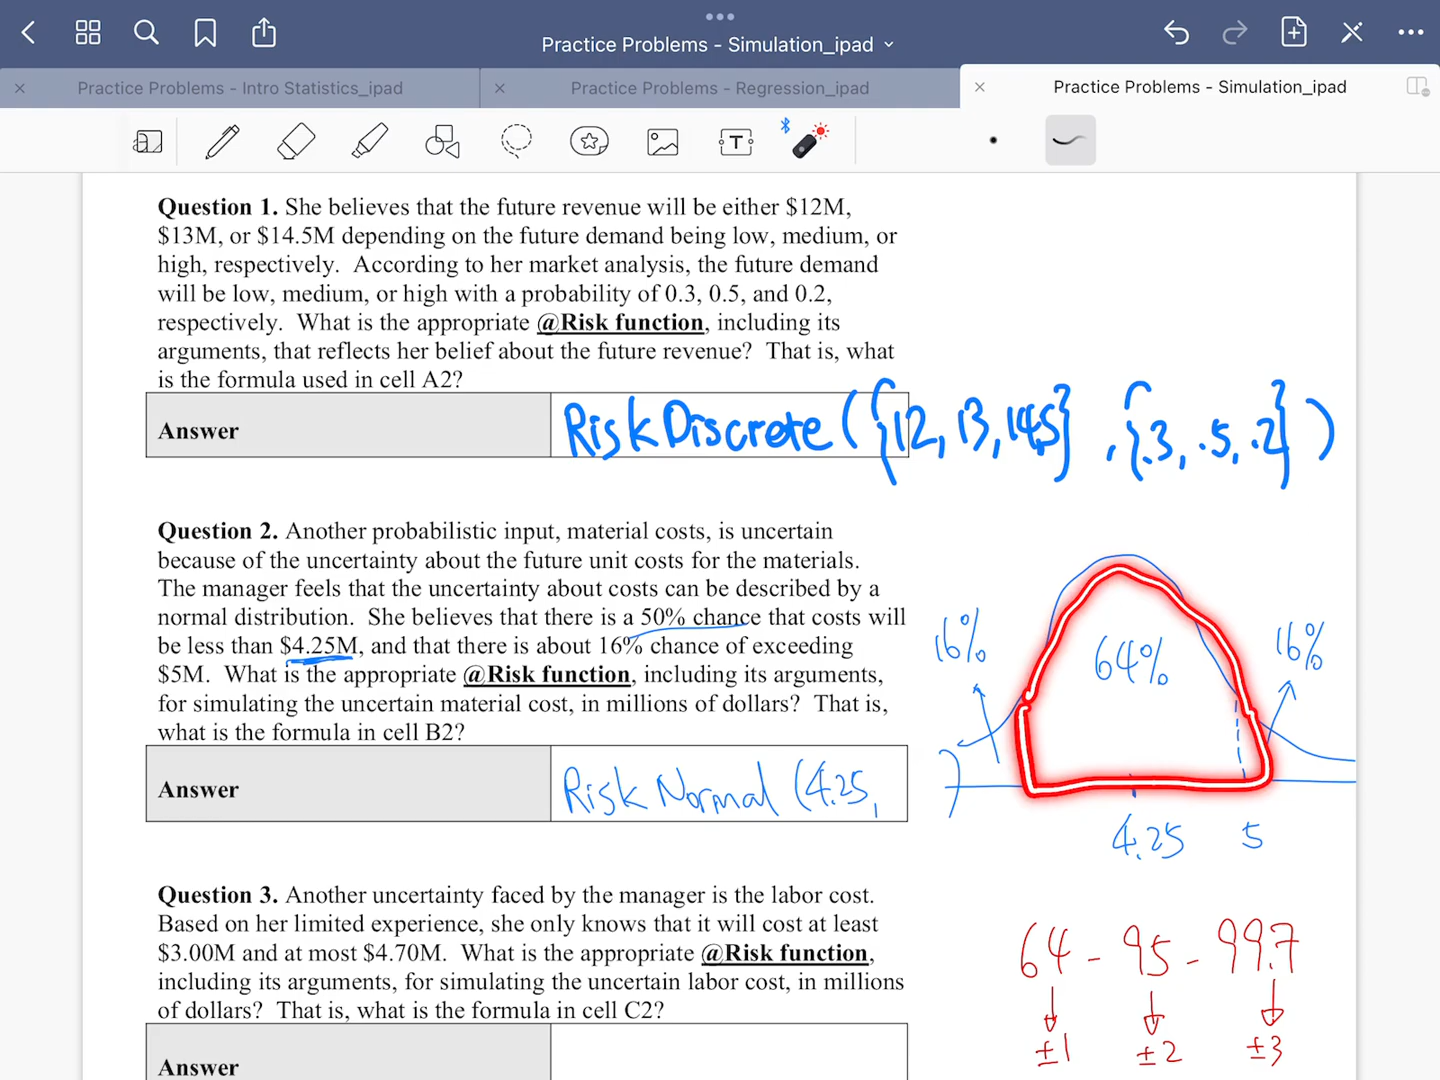 Practice Problems - Simulation_ipad
Practice Problems - Intro Statistics_ipad
Practice Problems - Regression_ipad
Practice Problems - Simulation_ipad
T
Question 1. She believes that the future revenue will be either $12M,
$13M, or $14.5M depending on the future demand being low, medium, or
high, respectively. According to her market analysis, the future demand
will be low, medium, or high with a probability of 0.3, 0.5, and 0.2,
respectively. What is the appropriate @Risk function, including its
arguments, that reflects her belief about the future revenue? That is, what
is the formula used in cell A2?
Answer
RiskDiscrete ({12, 13, 14.5} , {.3, .5, .2} )
Question 2. Another probabilistic input, material costs, is uncertain
because of the uncertainty about the future unit costs for the materials.
The manager feels that the uncertainty about costs can be described by a
normal distribution. She believes that there is a 50% chance that costs will
be less than $4.25M, and that there is about 16% chance of exceeding
$5M. What is the appropriate @Risk function, including its arguments,
for simulating the uncertain material cost, in millions of dollars? That is,
what is the formula in cell B2?
Answer
Risk Normal (4.25,
16%
64%
16%
4.25
5
Question 3. Another uncertainty faced by the manager is the labor cost.
Based on her limited experience, she only knows that it will cost at least
$3.00M and at most $4.70M. What is the appropriate @Risk function,
including its arguments, for simulating the uncertain labor cost, in millions
of dollars? That is, what is the formula in cell C2?
Answer
64 - 95 - 99.7
±1 ±2 ±3